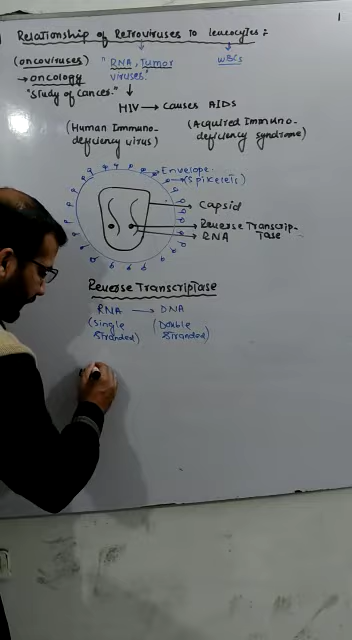 1
Relationship of Retroviruses to leucocytes:
(oncoviruses) "RNA, Tumor WBCs
→ oncology viruses."
"Study of Cancer." ↓
HIV → Causes AIDS
(Human Immuno- (Acquired Immuno-
deficiency virus) deficiency syndrome)
Envelope
(Spikelets)
Capsid
Reverse Transcrip-
RNA tase
Reverse Transcriptase
RNA → DNA
(Single (Double
Stranded) Stranded)